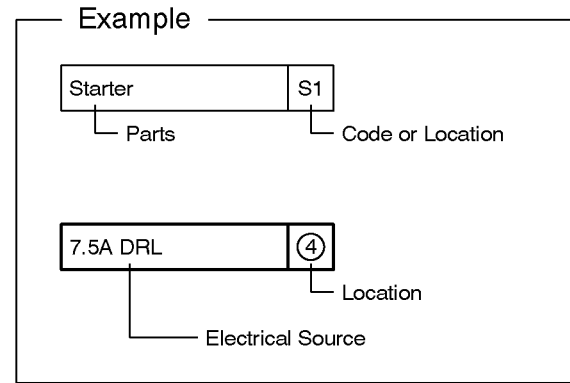 Example
Starter S1
Parts Code or Location
7.5A DRL ④
Location
Electrical Source